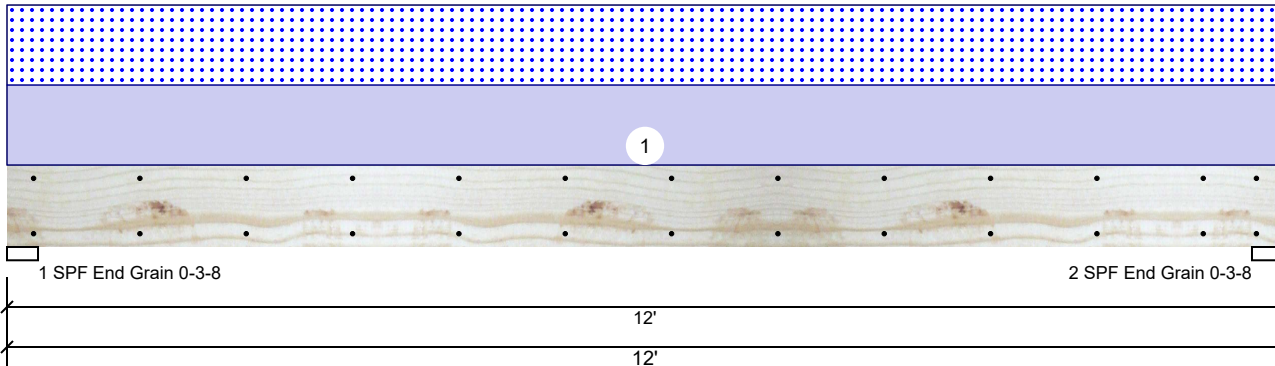 1
1 SPF End Grain 0-3-8
2 SPF End Grain 0-3-8
12'
12'